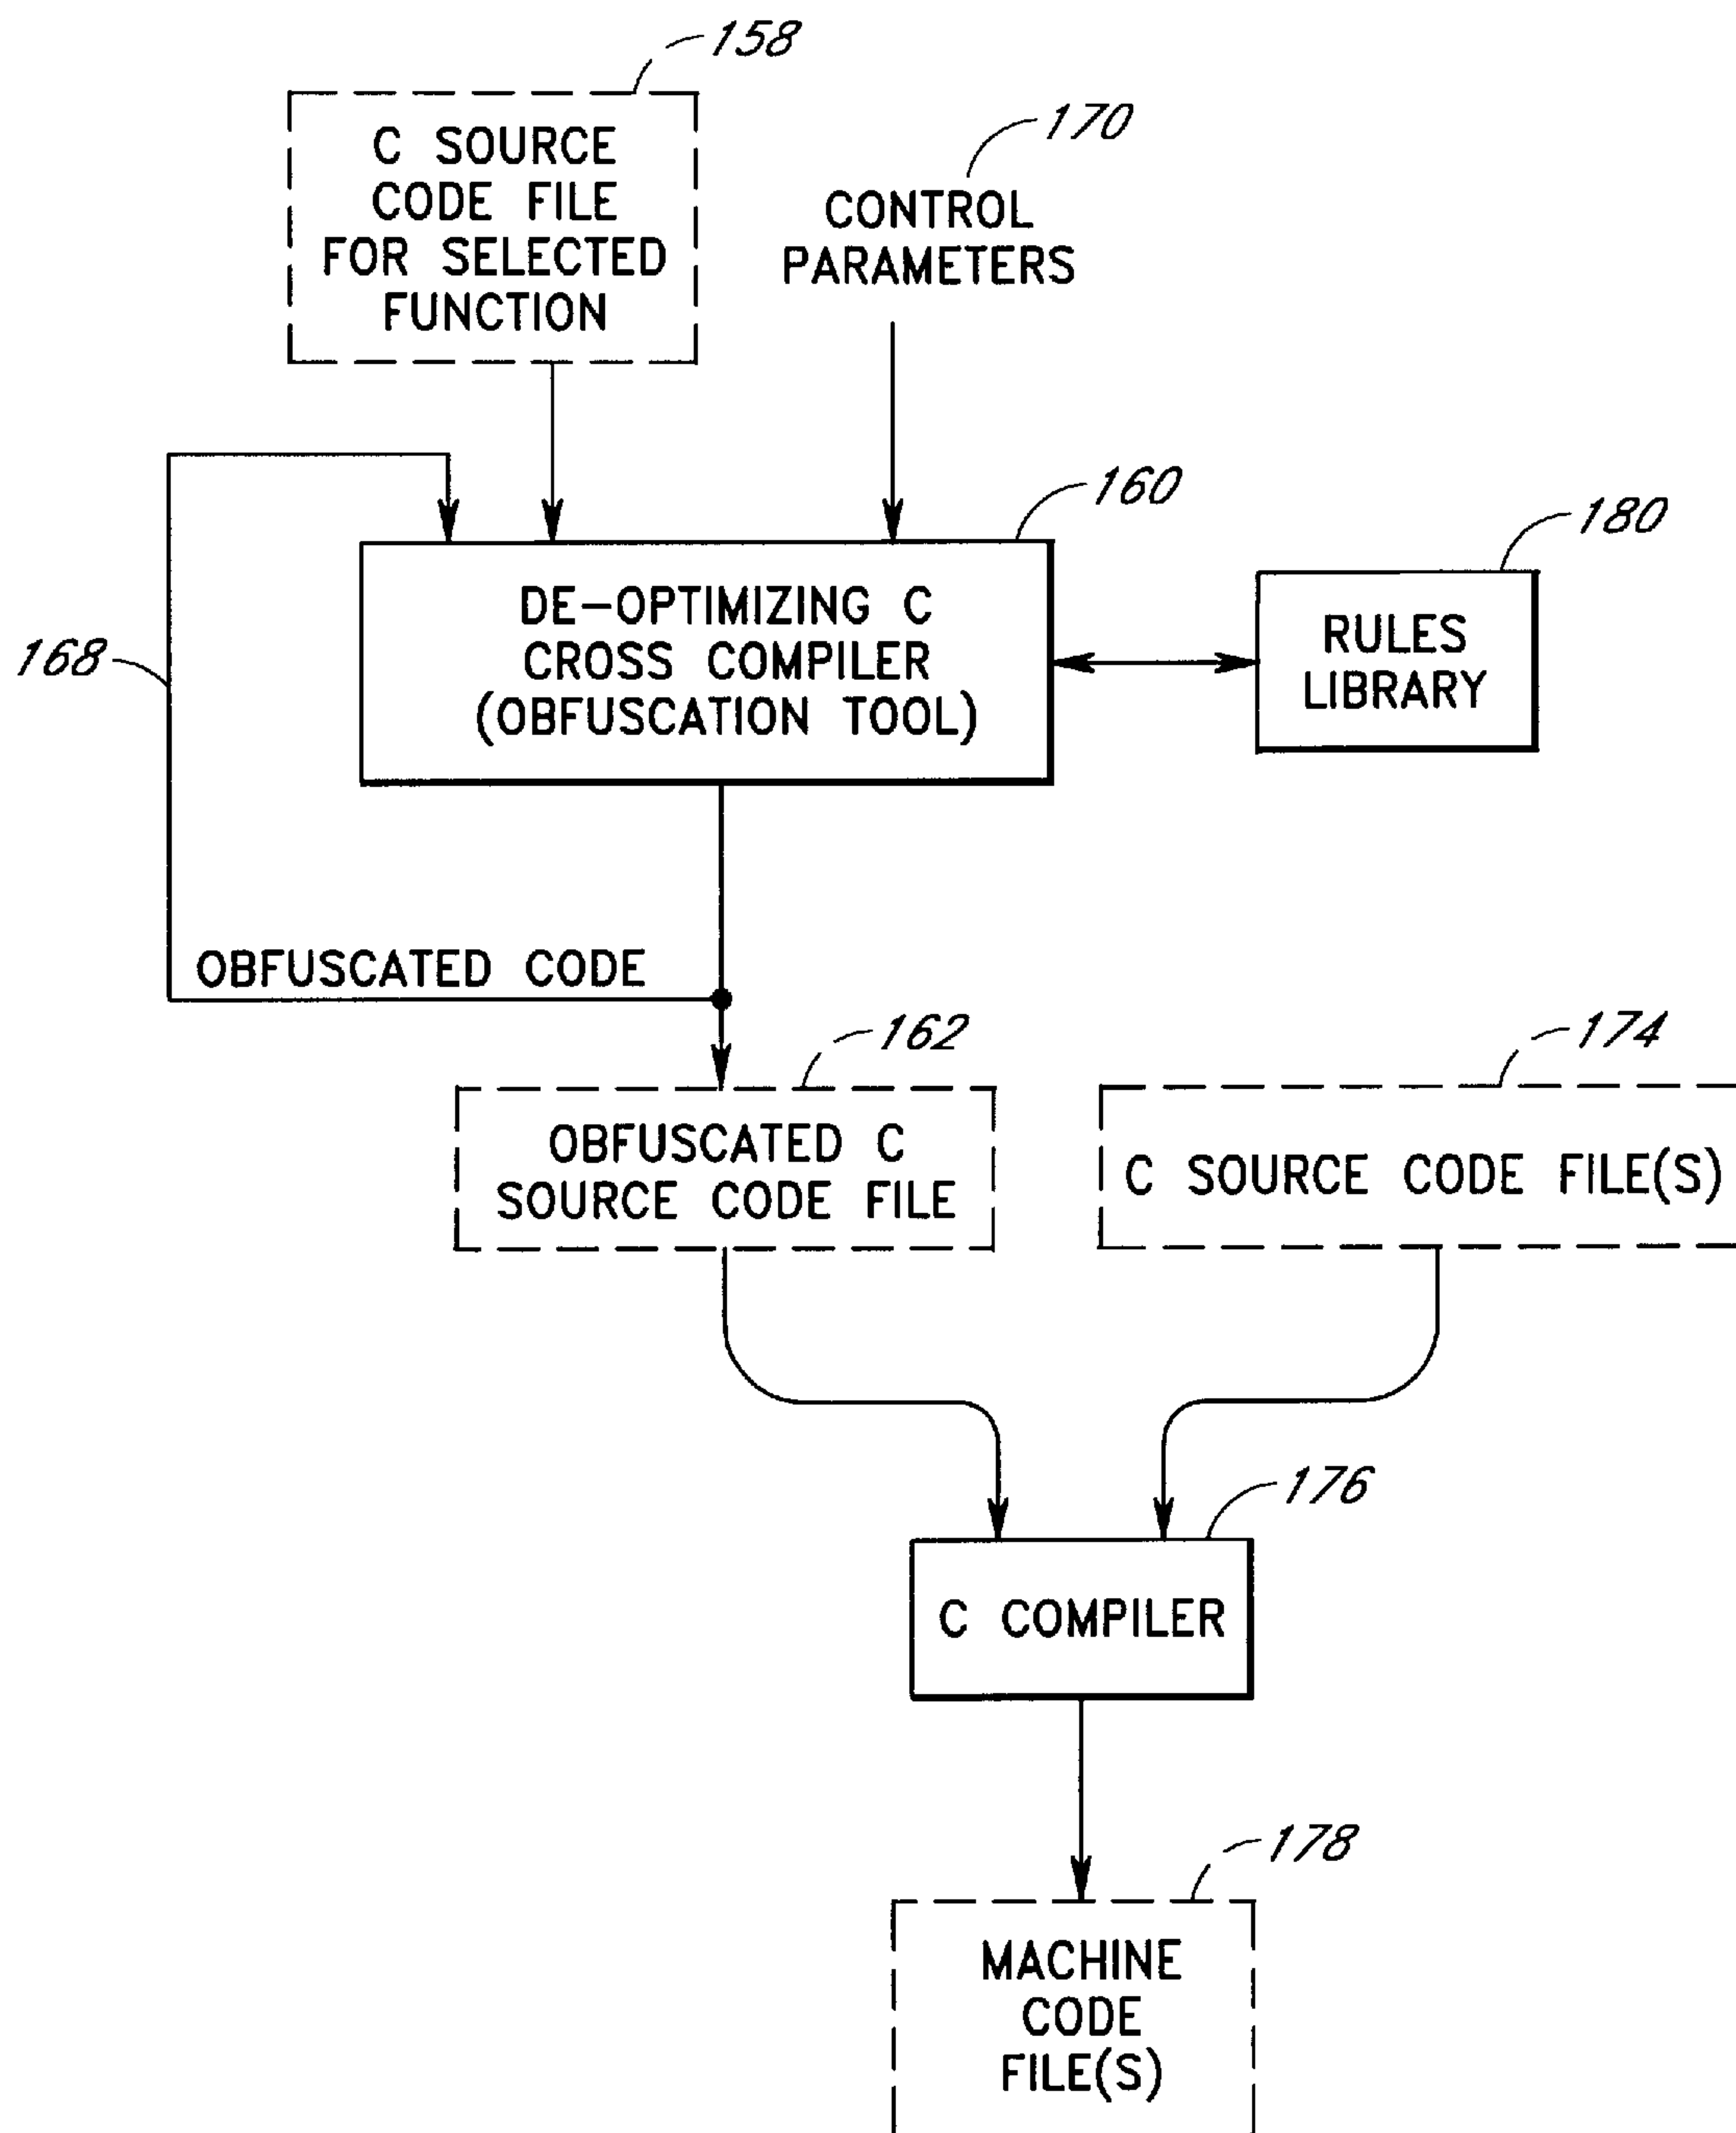 158
C SOURCE
CODE FILE
FOR SELECTED
FUNCTION
170
CONTROL
PARAMETERS
160
180
DE-OPTIMIZING C
CROSS COMPILER
(OBFUSCATION TOOL)
RULES
LIBRARY
168
OBFUSCATED CODE
162
174
OBFUSCATED C
SOURCE CODE FILE
C SOURCE CODE FILE(S)
176
C COMPILER
178
MACHINE
CODE
FILE(S)